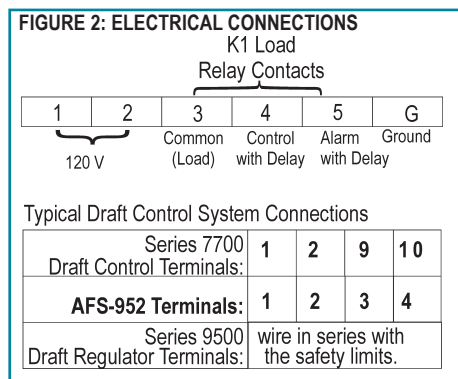 FIGURE 2: ELECTRICAL CONNECTIONS
K1 Load
Relay Contacts
1 2 3 4 5 G
120 V
Common (Load)
Control with Delay
Alarm with Delay
Ground
Typical Draft Control System Connections
Series 7700
Draft Control Terminals: 1 2 9 10
AFS-952 Terminals: 1 2 3 4
Series 9500
Draft Regulator Terminals:
wire in series with
the safety limits.